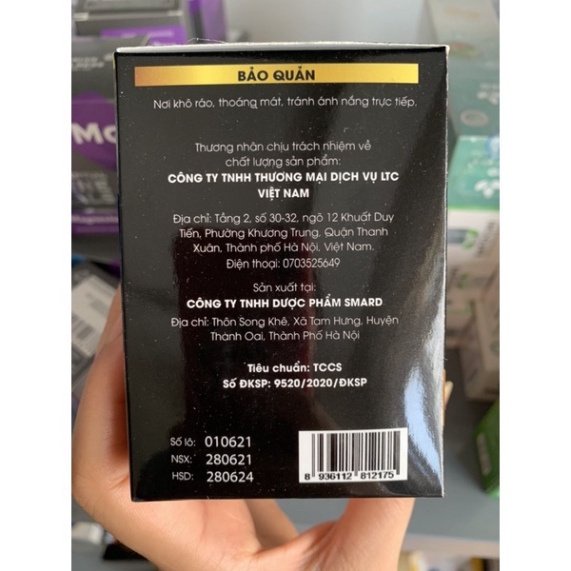 BẢO QUẢN
Nơi khô ráo, thoáng mát, tránh ánh nắng trực tiếp.
Thương nhân chịu trách nhiệm về
chất lượng sản phẩm:
CÔNG TY TNHH THƯƠNG MẠI DỊCH VỤ LTC
VIỆT NAM
Địa chỉ: Tầng 2, số 30-32, ngõ 12 Khuất Duy
Tiến, Phường Khương Trung, Quận Thanh
Xuân, Thành phố Hà Nội, Việt Nam.
Điện thoại: 0703525649
Sản xuất tại:
CÔNG TY TNHH DƯỢC PHẨM SMARD
Địa chỉ: Thôn Song Khê, Xã Tam Hưng, Huyện
Thanh Oai, Thành Phố Hà Nội
Tiêu chuẩn: TCCS
Số ĐKSP: 9520/2020/ĐKSP
Số lô: 010621
NSX: 280621
HSD: 280624
8 936112 812175